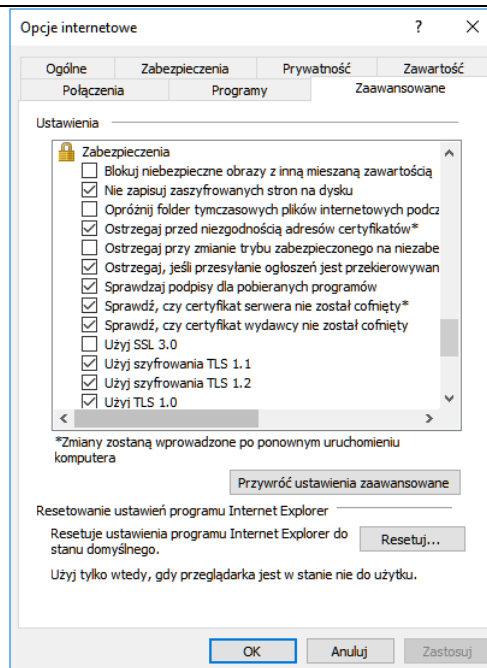 Opcje internetowe
Ogólne Zabezpieczenia Prywatność Zawartość
Połączenia Programy Zaawansowane
Ustawienia
Zabezpieczenia
Blokuj niebezpieczne obrazy z inną mieszaną zawartością
Nie zapisuj zaszyfrowanych stron na dysku
Opróżnij folder tymczasowych plików internetowych podcz
Ostrzegaj przed niezgodnością adresów certyfikatów*
Ostrzegaj przy zmianie trybu zabezpieczonego na niezabe
Ostrzegaj, jeśli przesyłanie ogłoszeń jest przekierowywan
Sprawdzaj podpisy dla pobieranych programów
Sprawdź, czy certyfikat serwera nie został cofnięty*
Sprawdź, czy certyfikat wydawcy nie został cofnięty
Użyj SSL 3.0
Użyj szyfrowania TLS 1.1
Użyj szyfrowania TLS 1.2
Użyj TLS 1.0
*Zmiany zostaną wprowadzone po ponownym uruchomieniu
komputera
Przywróć ustawienia zaawansowane
Resetowanie ustawień programu Internet Explorer
Resetuje ustawienia programu Internet Explorer do
stanu domyślnego.
Resetuj...
Użyj tylko wtedy, gdy przeglądarka jest w stanie nie do użytku.
OK Anuluj Zastosuj